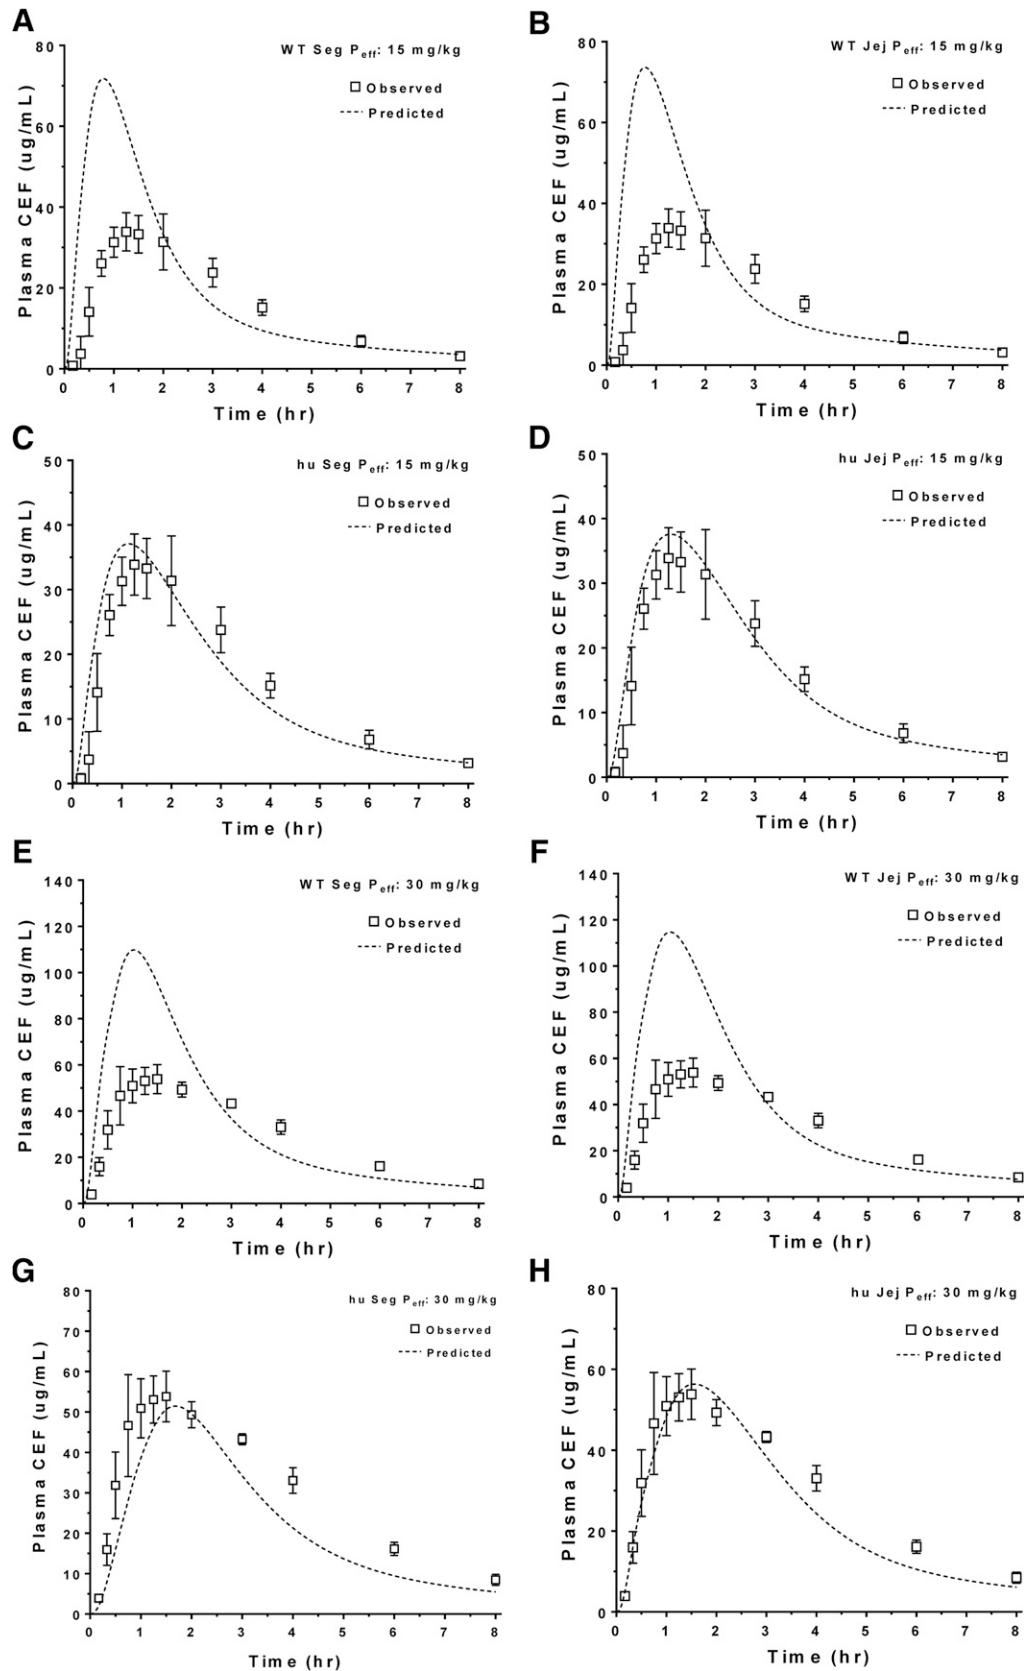 A
WT Seg Peff: 15 mg/kg
Observed
Predicted
Plasma CEF (ug/mL)
80
60
40
20
0
0 1 2 3 4 5 6 7 8
Time (hr)
B
WT Jej Peff: 15 mg/kg
Observed
Predicted
Plasma CEF (ug/mL)
80
60
40
20
0
0 1 2 3 4 5 6 7 8
Time (hr)
C
hu Seg Peff: 15 mg/kg
Observed
Predicted
Plasma CEF (ug/mL)
50
40
30
20
10
0
0 1 2 3 4 5 6 7 8
Time (hr)
D
hu Jej Peff: 15 mg/kg
Observed
Predicted
Plasma CEF (ug/mL)
50
40
30
20
10
0
0 1 2 3 4 5 6 7 8
Time (hr)
E
WT Seg Peff: 30 mg/kg
Observed
Predicted
Plasma CEF (ug/mL)
140
120
100
80
60
40
20
0
0 1 2 3 4 5 6 7 8
Time (hr)
F
WT Jej Peff: 30 mg/kg
Observed
Predicted
Plasma CEF (ug/mL)
140
120
100
80
60
40
20
0
0 1 2 3 4 5 6 7 8
Time (hr)
G
hu Seg Peff: 30 mg/kg
Observed
Predicted
Plasma CEF (ug/mL)
80
70
60
50
40
30
20
10
0
0 1 2 3 4 5 6 7 8
Time (hr)
H
hu Jej Peff: 30 mg/kg
Observed
Predicted
Plasma CEF (ug/mL)
80
60
40
20
0
0 1 2 3 4 5 6 7 8
Time (hr)